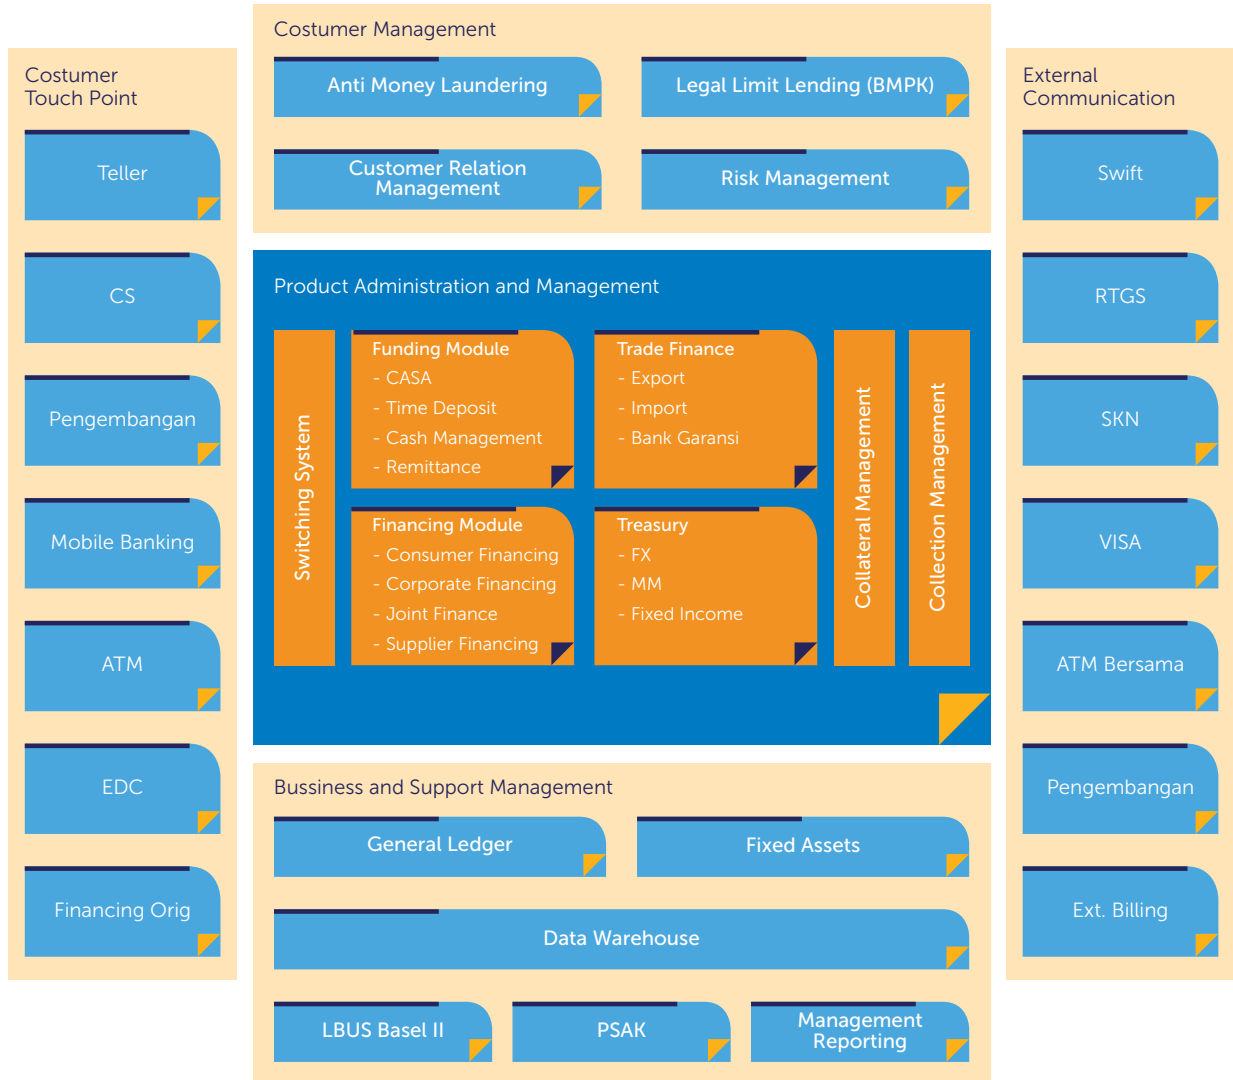 Costumer
Touch Point
Teller
CS
Pengembangan
Mobile Banking
ATM
EDC
Financing Orig
Costumer Management
Anti Money Laundering
Legal Limit Lending (BMPK)
Customer Relation
Management
Risk Management
Product Administration and Management
Switching System
Funding Module
- CASA
- Time Deposit
- Cash Management
- Remittance
Trade Finance
- Export
- Import
- Bank Garansi
Financing Module
- Consumer Financing
- Corporate Financing
- Joint Finance
- Supplier Financing
Treasury
- FX
- MM
- Fixed Income
Collateral Management
Collection Management
Bussiness and Support Management
General Ledger
Fixed Assets
Data Warehouse
LBUS Basel II
PSAK
Management
Reporting
External
Communication
Swift
RTGS
SKN
VISA
ATM Bersama
Pengembangan
Ext. Billing